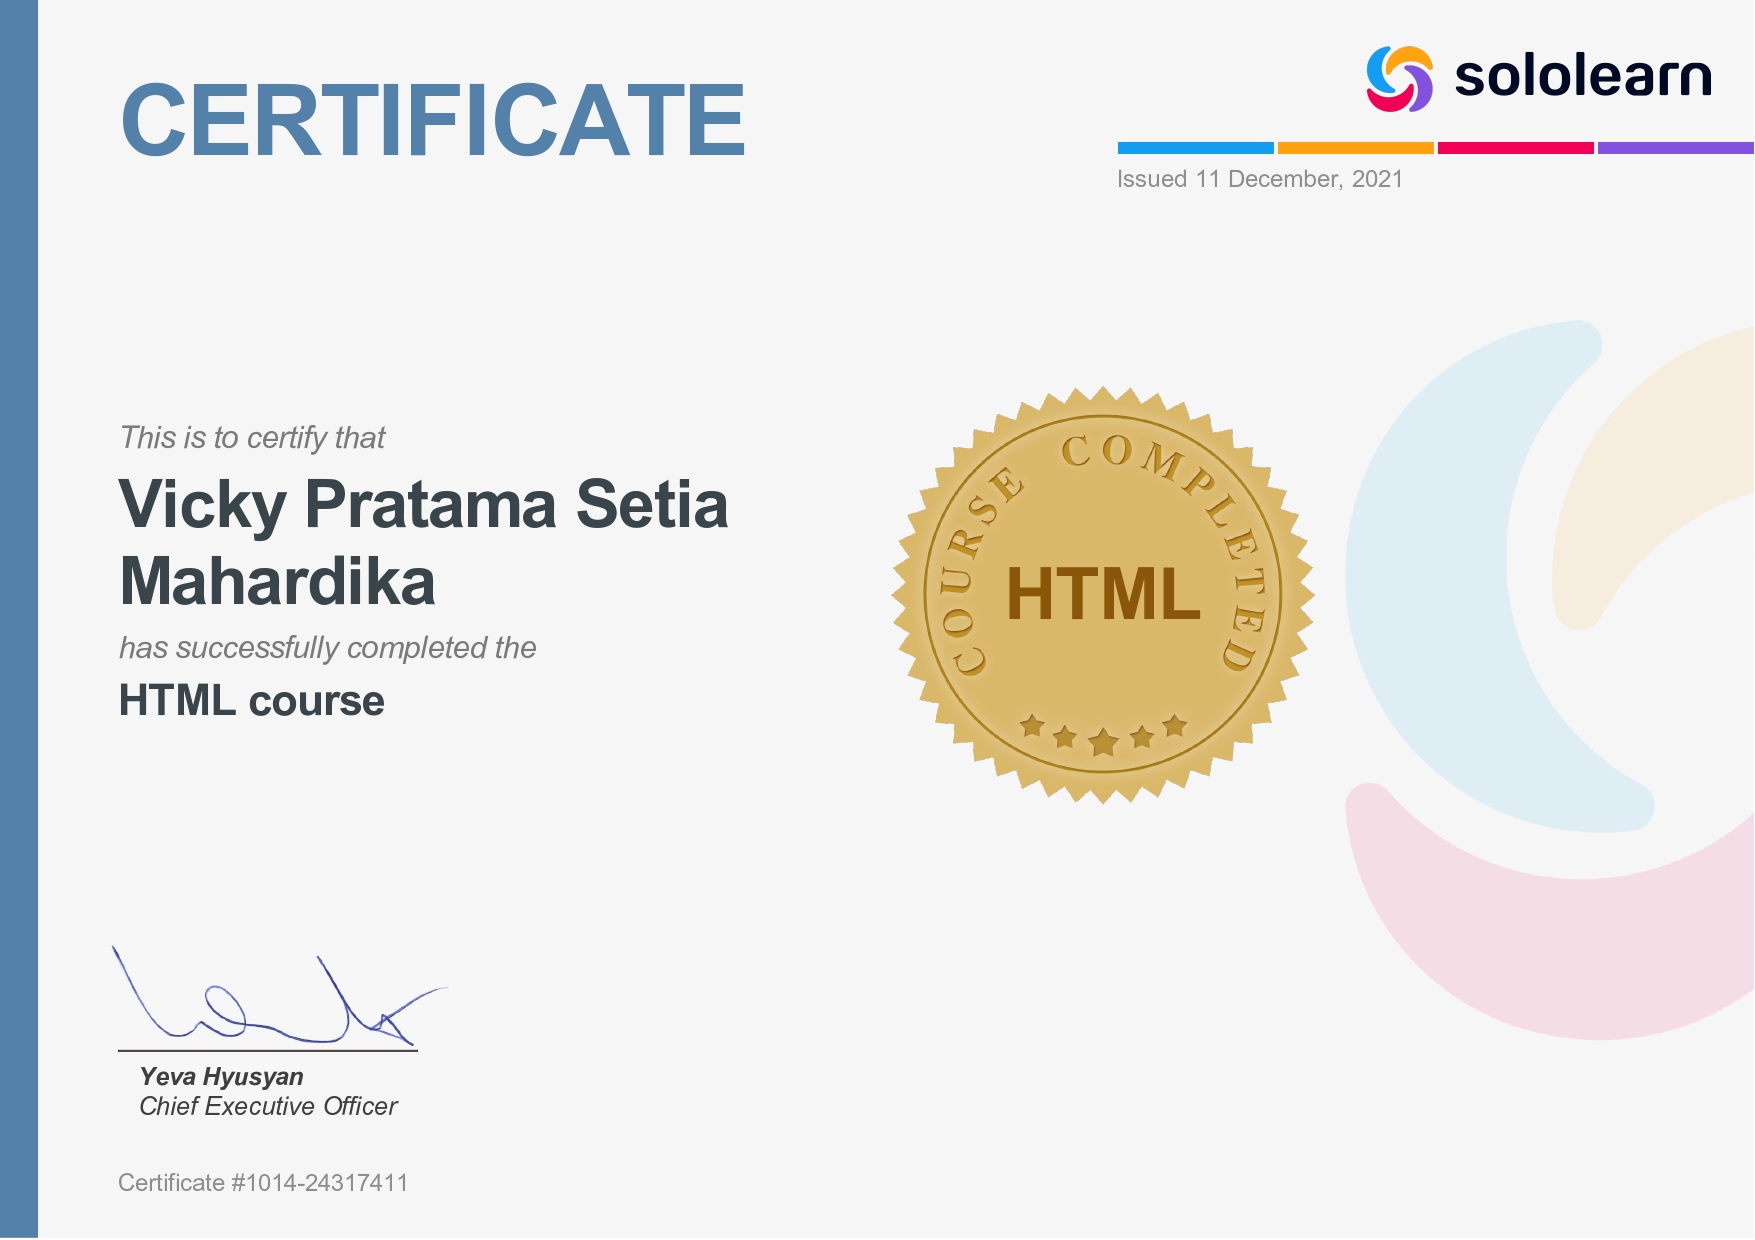 CERTIFICATE
sololearn
Issued 11 December, 2021
This is to certify that
Vicky Pratama Setia
Mahardika
has successfully completed the
HTML course
COURSE COMPLETED
HTML
Yeva Hyusyan
Chief Executive Officer
Certificate #1014-24317411